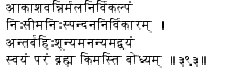 आकाशवन्निर्मलनिर्विकल्पं
निःसीमनिःस्पन्दननिर्विकारम् ।
अन्तर्बहिःशून्यमनन्यमद्वयं
स्वयं परं ब्रह्म किमस्ति बोध्यम् ॥३९३॥